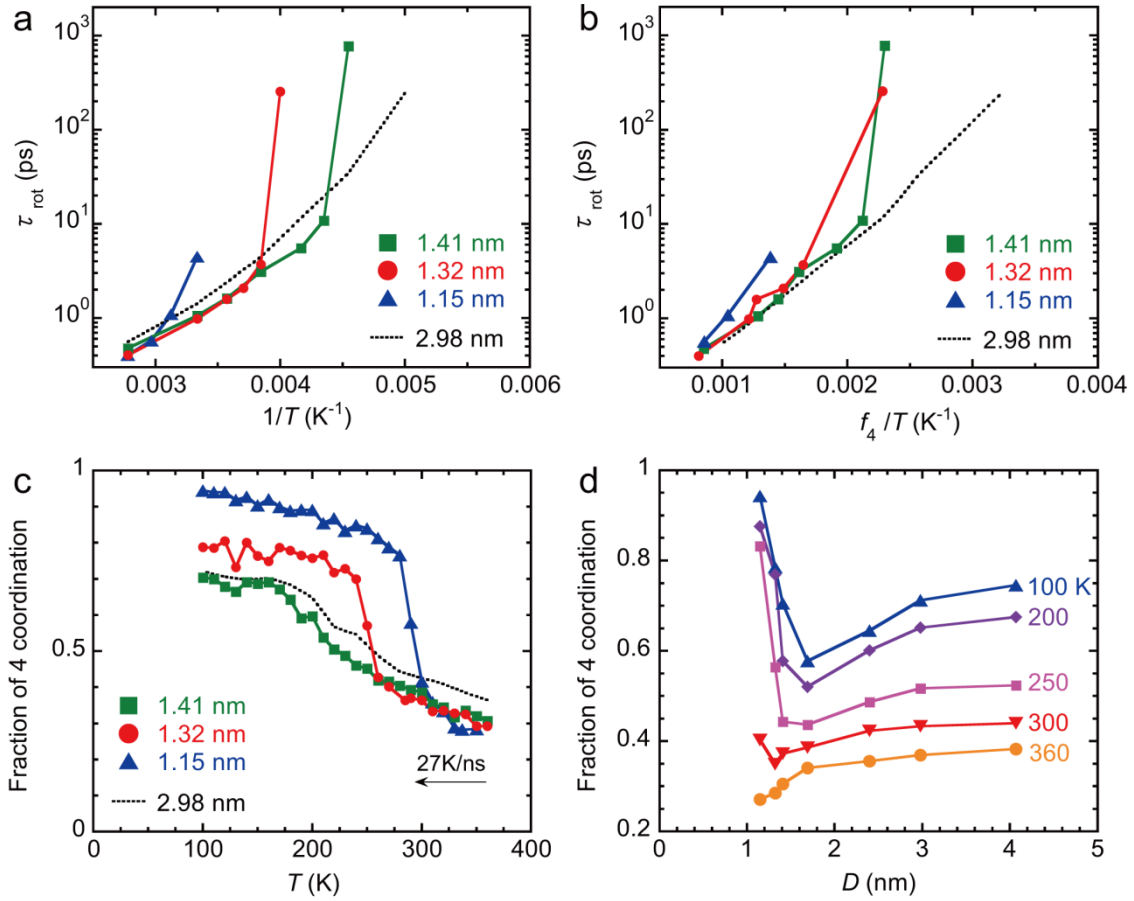 a
10³
10²
10¹
10⁰
τ rot (ps)
1.41 nm
1.32 nm
1.15 nm
2.98 nm
0.003 0.004 0.005 0.006
1/T (K⁻¹)
b
10³
10²
10¹
10⁰
τ rot (ps)
1.41 nm
1.32 nm
1.15 nm
2.98 nm
0.001 0.002 0.003 0.004
f₄/T (K⁻¹)
c
1
0.5
0
Fraction of 4 coordination
1.41 nm
1.32 nm
1.15 nm
2.98 nm
27K/ns
0 100 200 300 400
T (K)
d
1
0.8
0.6
0.4
0.2
Fraction of 4 coordination
100 K
200
250
300
360
0 1 2 3 4 5
D (nm)